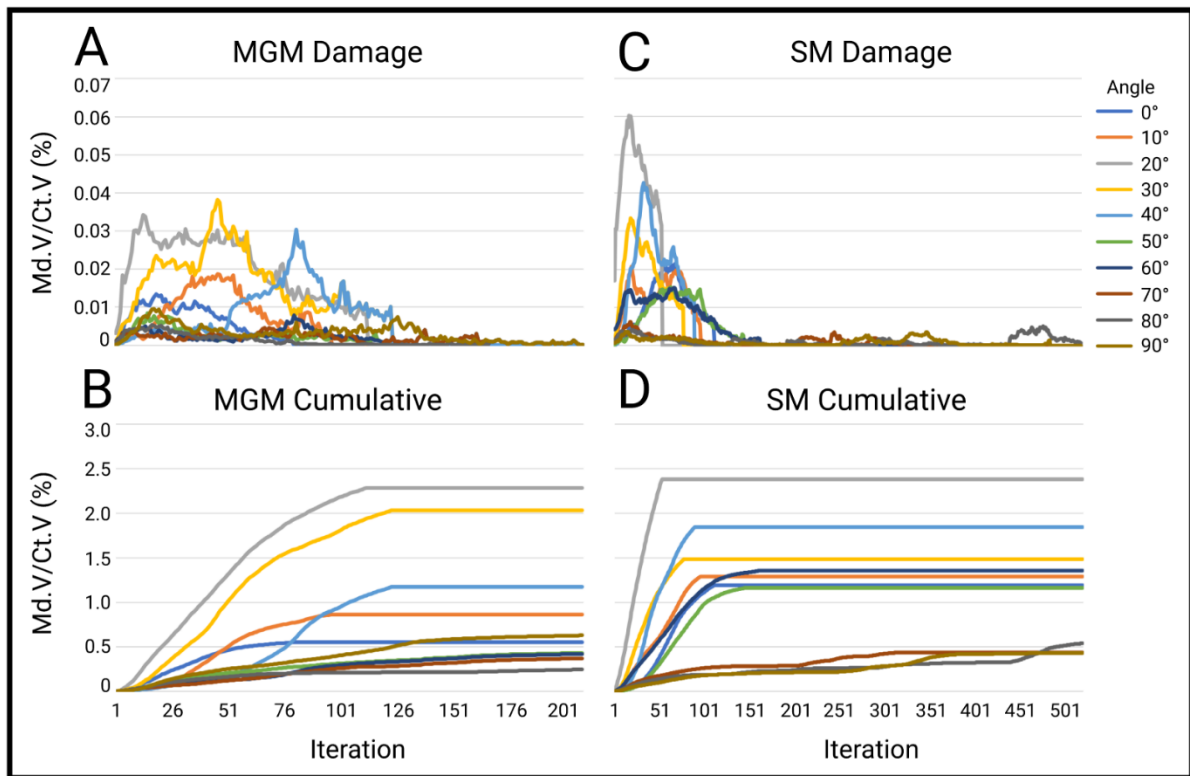 A
MGM Damage
0.07
0.06
0.05
0.04
0.03
0.02
0.01
0
Md.V/Ct.V (%)
C
SM Damage
Angle
0°
10°
20°
30°
40°
50°
60°
70°
80°
90°
B
MGM Cumulative
3.0
2.5
2.0
1.5
1.0
0.5
0
Md.V/Ct.V (%)
1 26 51 76 101 126 151 176 201
Iteration
D
SM Cumulative
1 51 101 151 201 251 301 351 401 451 501
Iteration